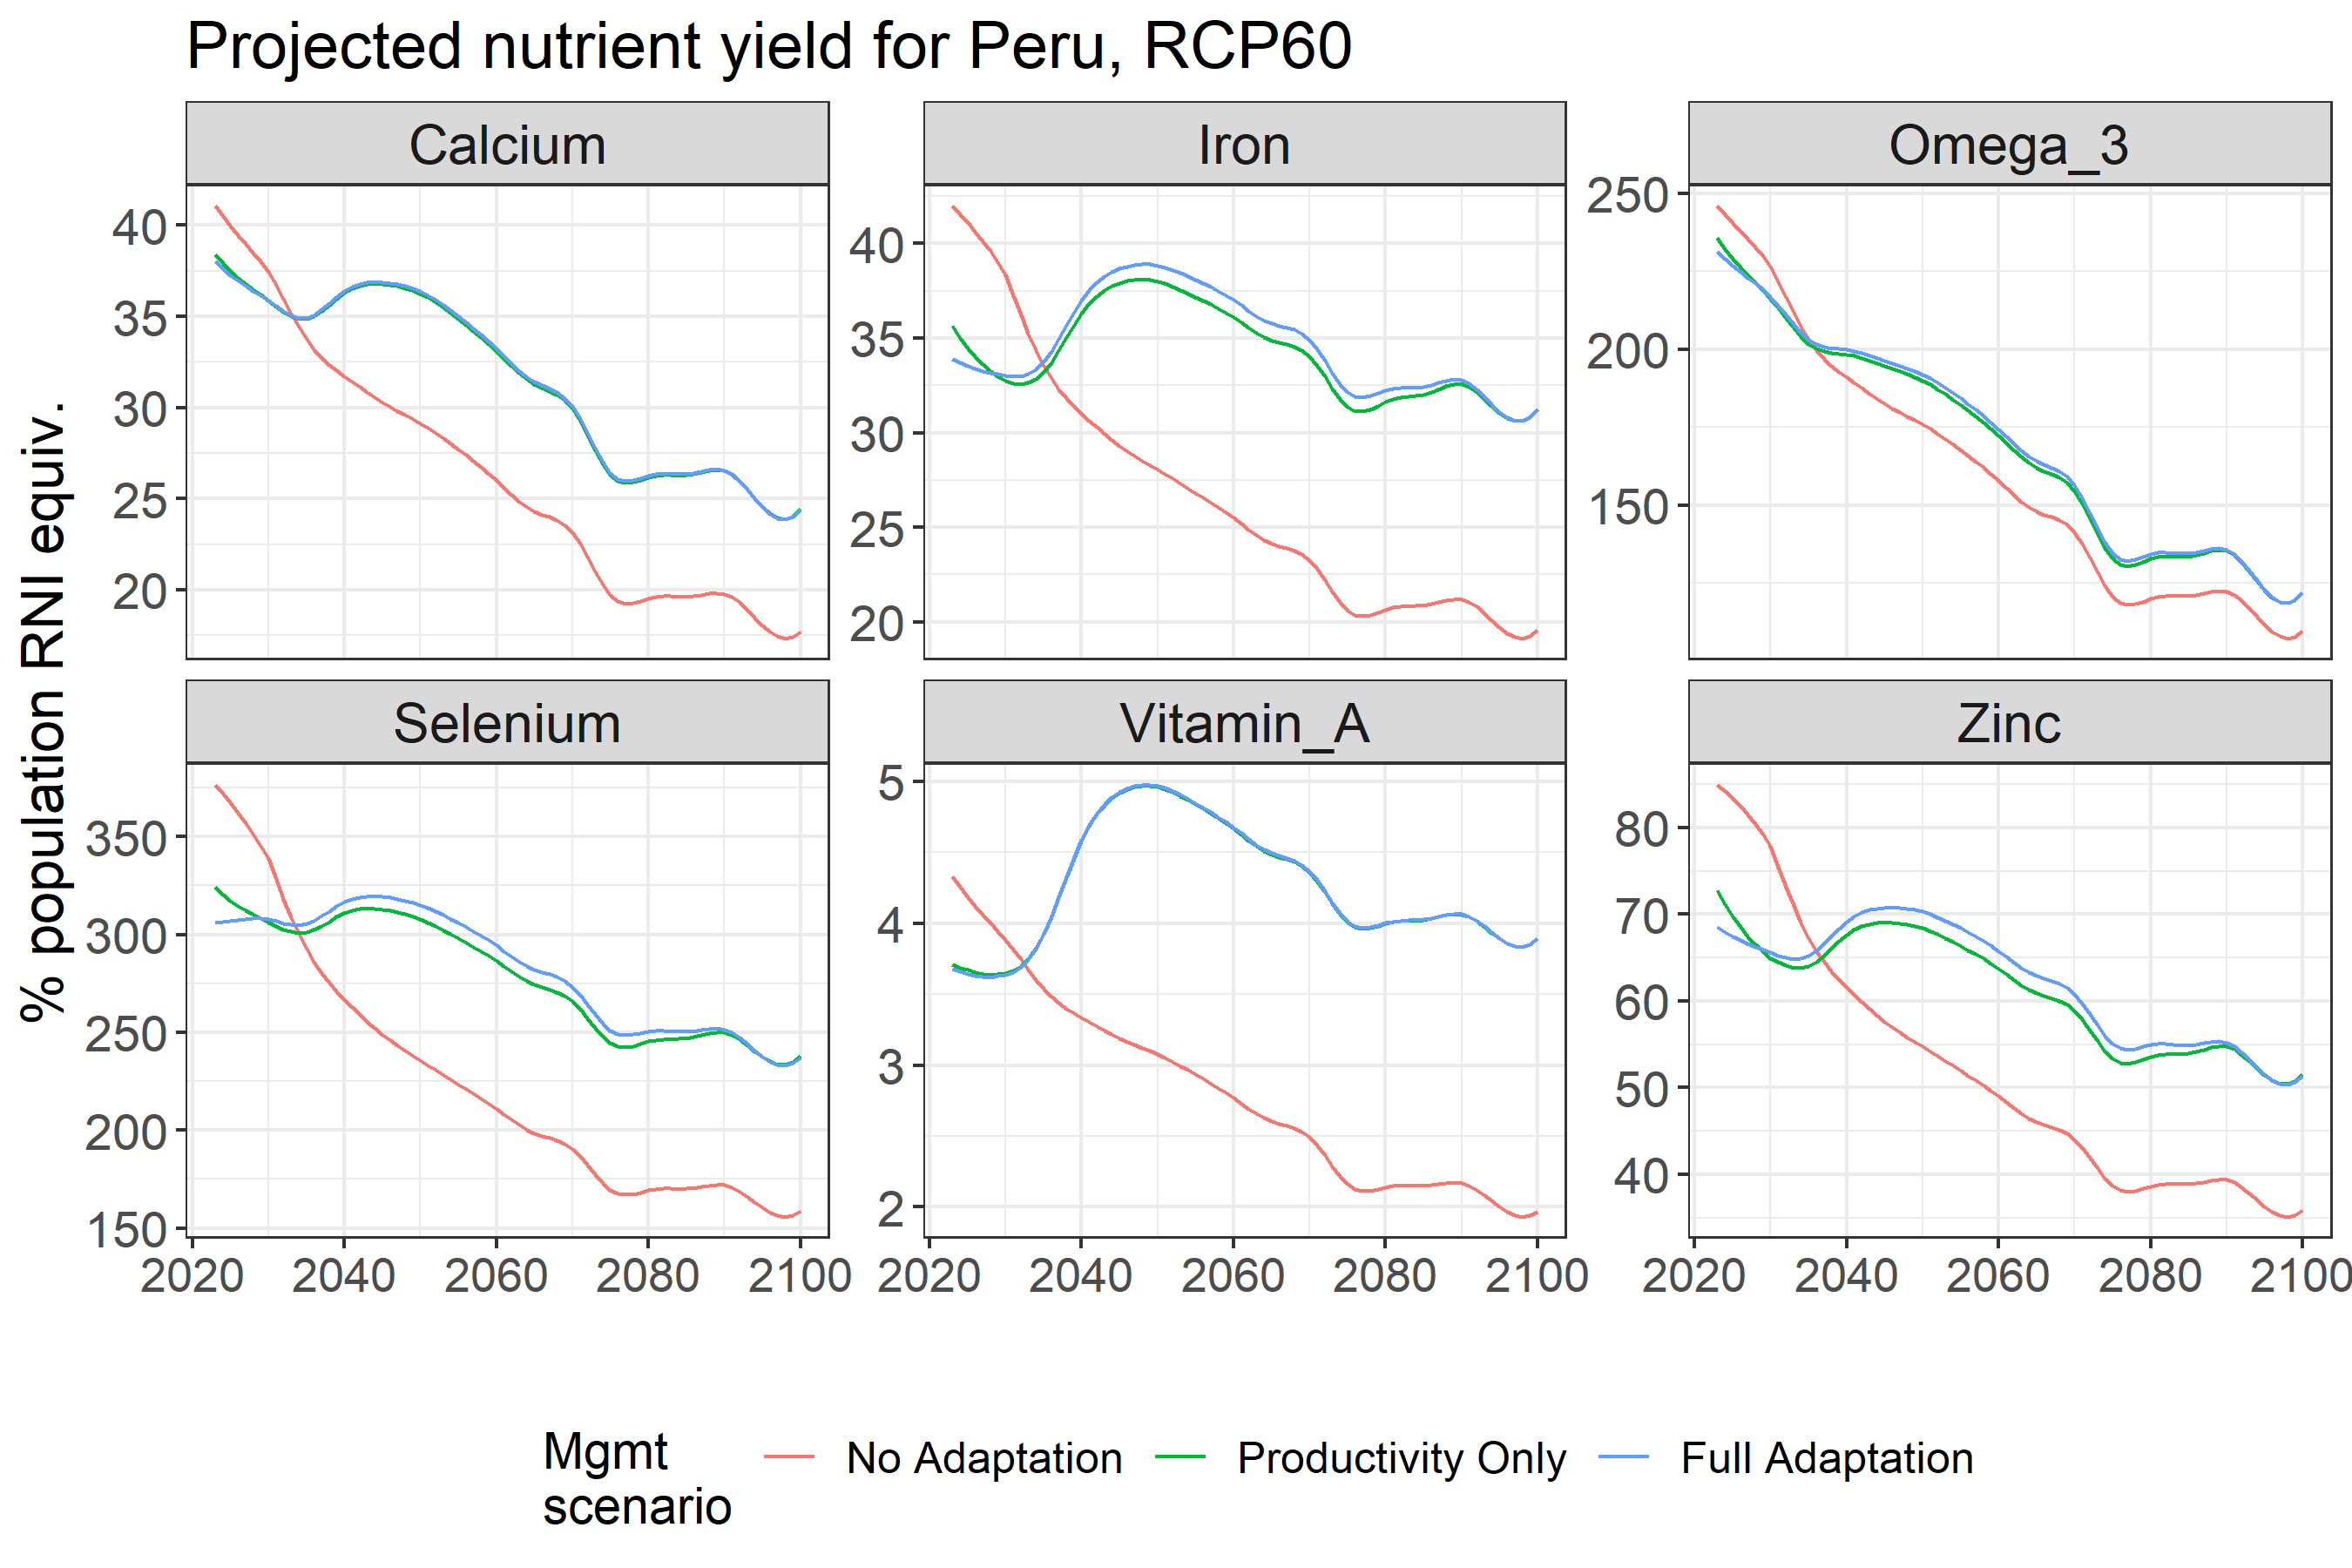 Projected nutrient yield for Peru, RCP60
% population RNI equiv.
Calcium
40
35
30
25
20
Iron
40
35
30
25
20
Omega_3
250
200
150
Selenium
350
300
250
200
150
2020 2040 2060 2080 2100
Vitamin_A
5
4
3
2
2020 2040 2060 2080 2100
Zinc
80
70
60
50
40
2020 2040 2060 2080 2100
Mgmt
scenario
No Adaptation
Productivity Only
Full Adaptation